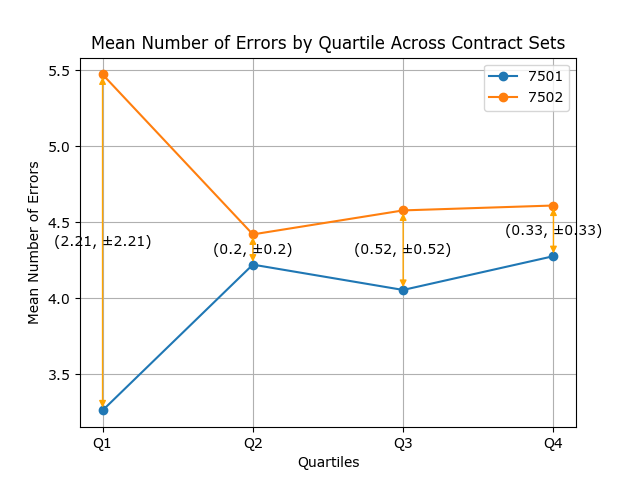 Mean Number of Errors by Quartile Across Contract Sets
7501
7502
Mean Number of Errors
5.5
5.0
4.5
4.0
3.5
(2.21, ±2.21)
(0.2, ±0.2)
(0.52, ±0.52)
(0.33, ±0.33)
Q1
Q2
Q3
Q4
Quartiles